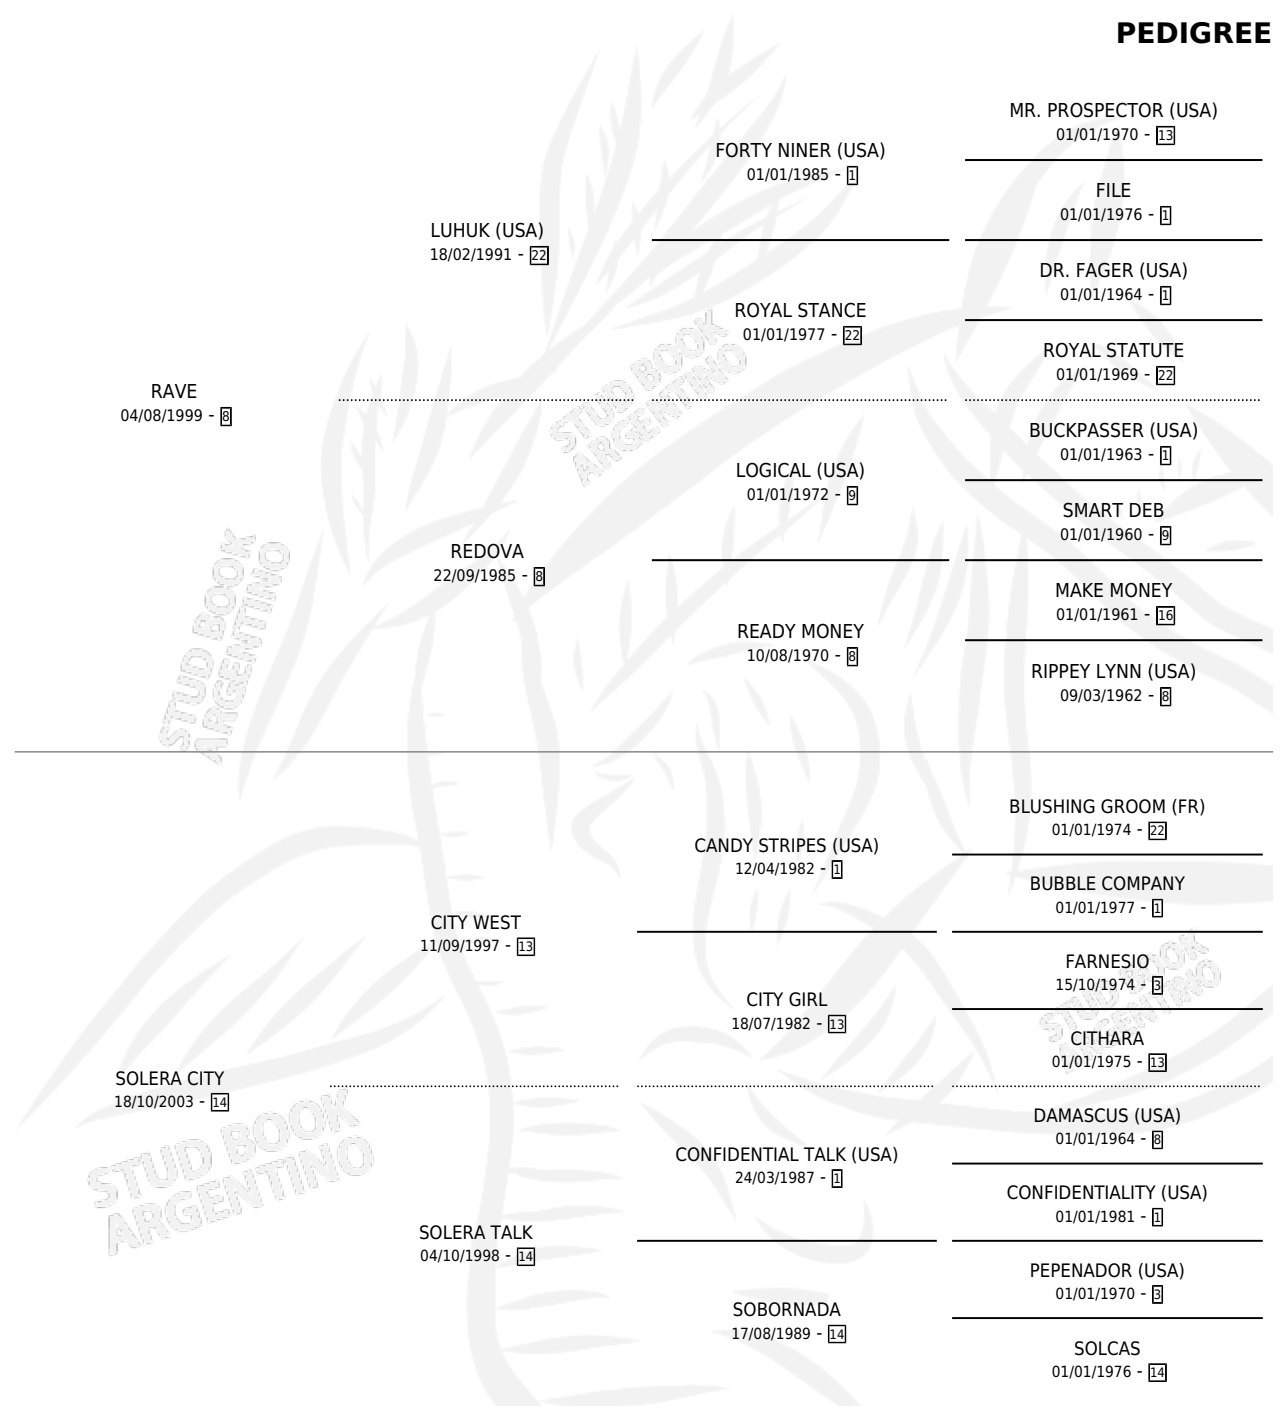 PEDIGREE
MR. PROSPECTOR (USA)
01/01/1970 - 13
FORTY NINER (USA)
01/01/1985 - 1
FILE
01/01/1976 - 1
LUHUK (USA)
18/02/1991 - 22
DR. FAGER (USA)
01/01/1964 - 1
ROYAL STANCE
01/01/1977 - 22
ROYAL STATUTE
01/01/1969 - 22
RAVE
04/08/1999 - 8
BUCKPASSER (USA)
01/01/1963 - 1
LOGICAL (USA)
01/01/1972 - 9
SMART DEB
01/01/1960 - 9
REDOVA
22/09/1985 - 8
MAKE MONEY
01/01/1961 - 16
READY MONEY
10/08/1970 - 8
RIPPEY LYNN (USA)
09/03/1962 - 8
BLUSHING GROOM (FR)
01/01/1974 - 22
CANDY STRIPES (USA)
12/04/1982 - 1
BUBBLE COMPANY
01/01/1977 - 1
CITY WEST
11/09/1997 - 13
FARNESIO
15/10/1974 - 3
CITY GIRL
18/07/1982 - 13
CITHARA
01/01/1975 - 13
SOLERA CITY
18/10/2003 - 14
DAMASCUS (USA)
01/01/1964 - 8
CONFIDENTIAL TALK (USA)
24/03/1987 - 1
CONFIDENTIALITY (USA)
01/01/1981 - 1
SOLERA TALK
04/10/1998 - 14
PEPENADOR (USA)
01/01/1970 - 3
SOBORNADA
17/08/1989 - 14
SOLCAS
01/01/1976 - 14
STUD BOOK
ARGENTINO
STUD BOOK
ARGENTINO
STUD BOOK
ARGENTINO
STUD BOOK
ARGENTINO